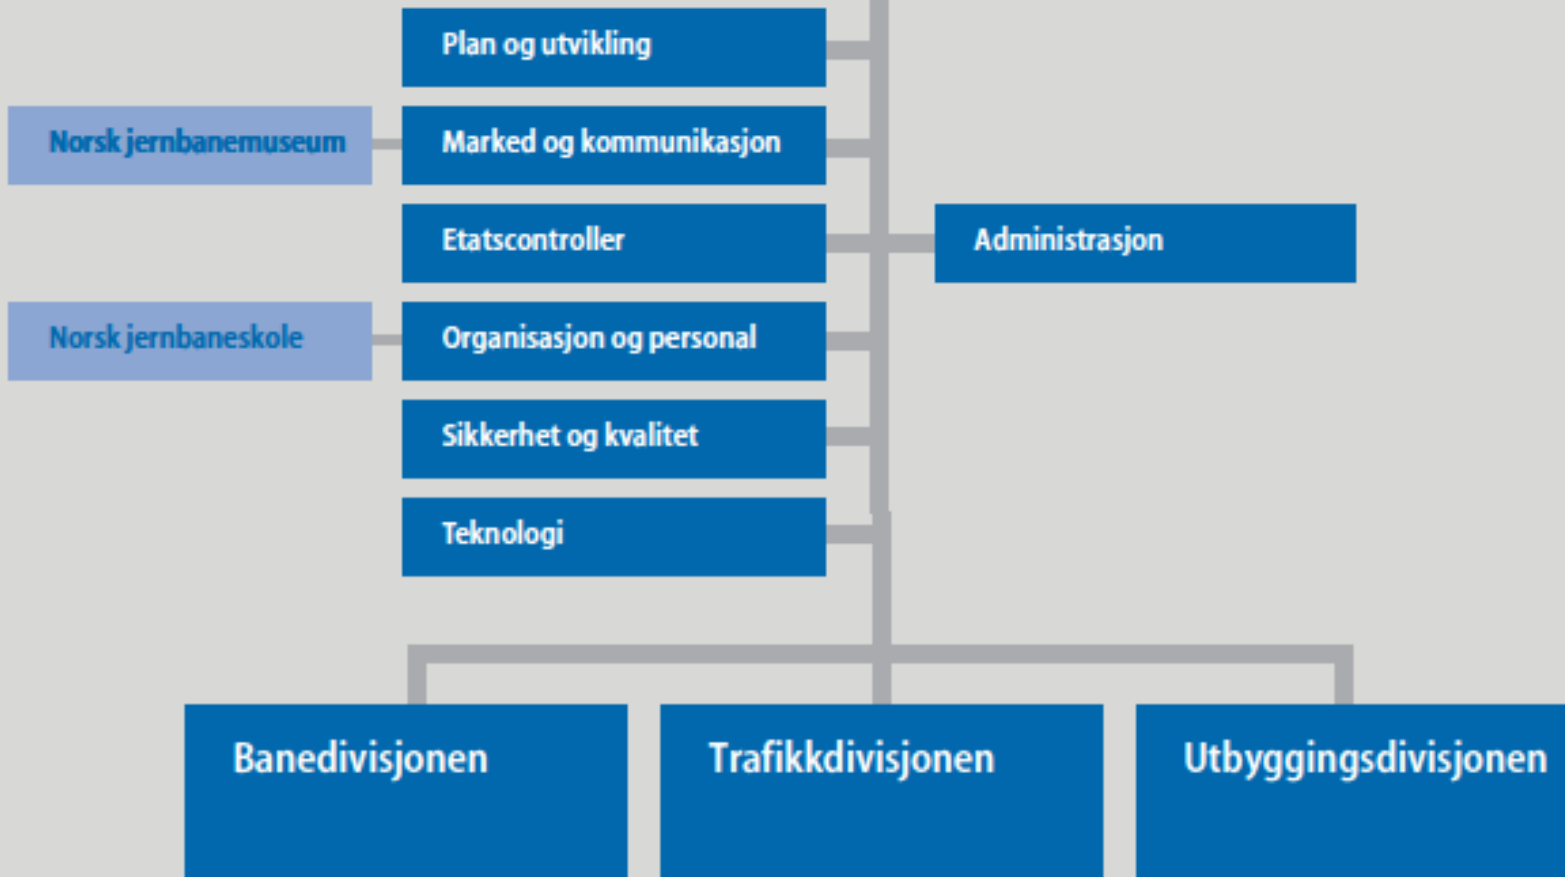 Plan og utvikling
Norsk jernbanemuseum
Marked og kommunikasjon
Etatscontroller
Administrasjon
Norsk jernbaneskole
Organisasjon og personal
Sikkerhet og kvalitet
Teknologi
Banedivisjonen
Trafikkdivisjonen
Utbyggingsdivisjonen